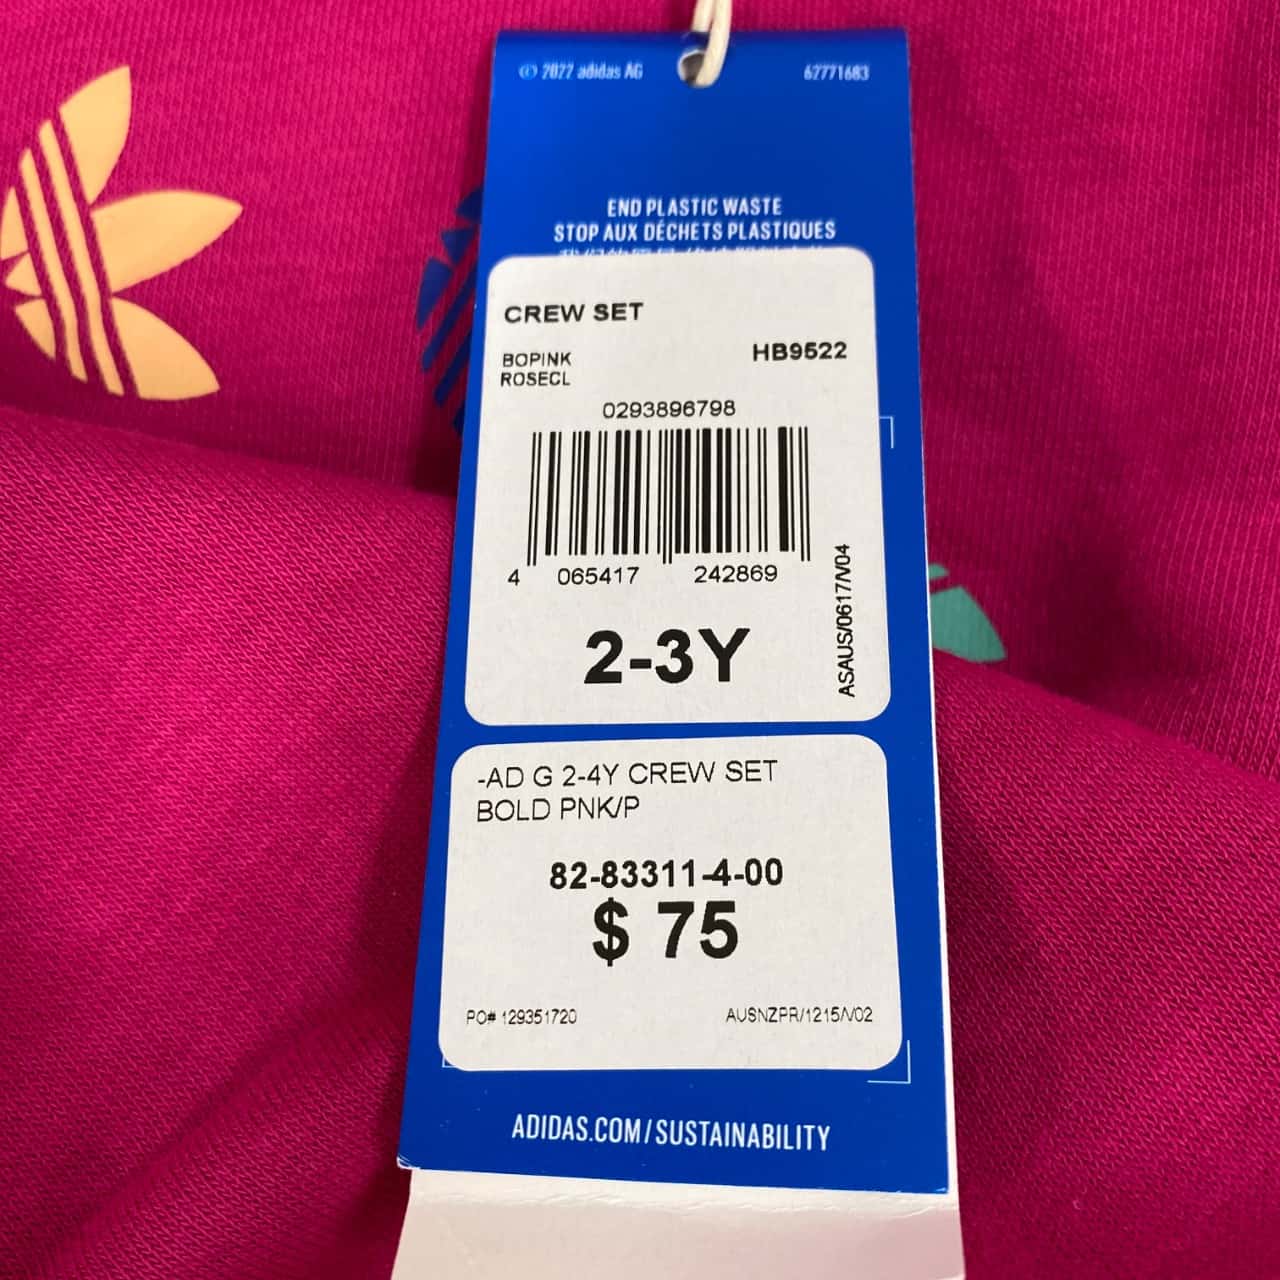 © 2022 adidas AG
62771683
END PLASTIC WASTE
STOP AUX DÉCHETS PLASTIQUES
CREW SET
BOPINK
ROSECL
HB9522
0293896798
4 065417 242869
ASAUS/0617/V04
2-3Y
-AD G 2-4Y CREW SET
BOLD PNK/P
82-83311-4-00
$ 75
PO# 129351720
AUSNZPR/1215/V02
ADIDAS.COM/SUSTAINABILITY